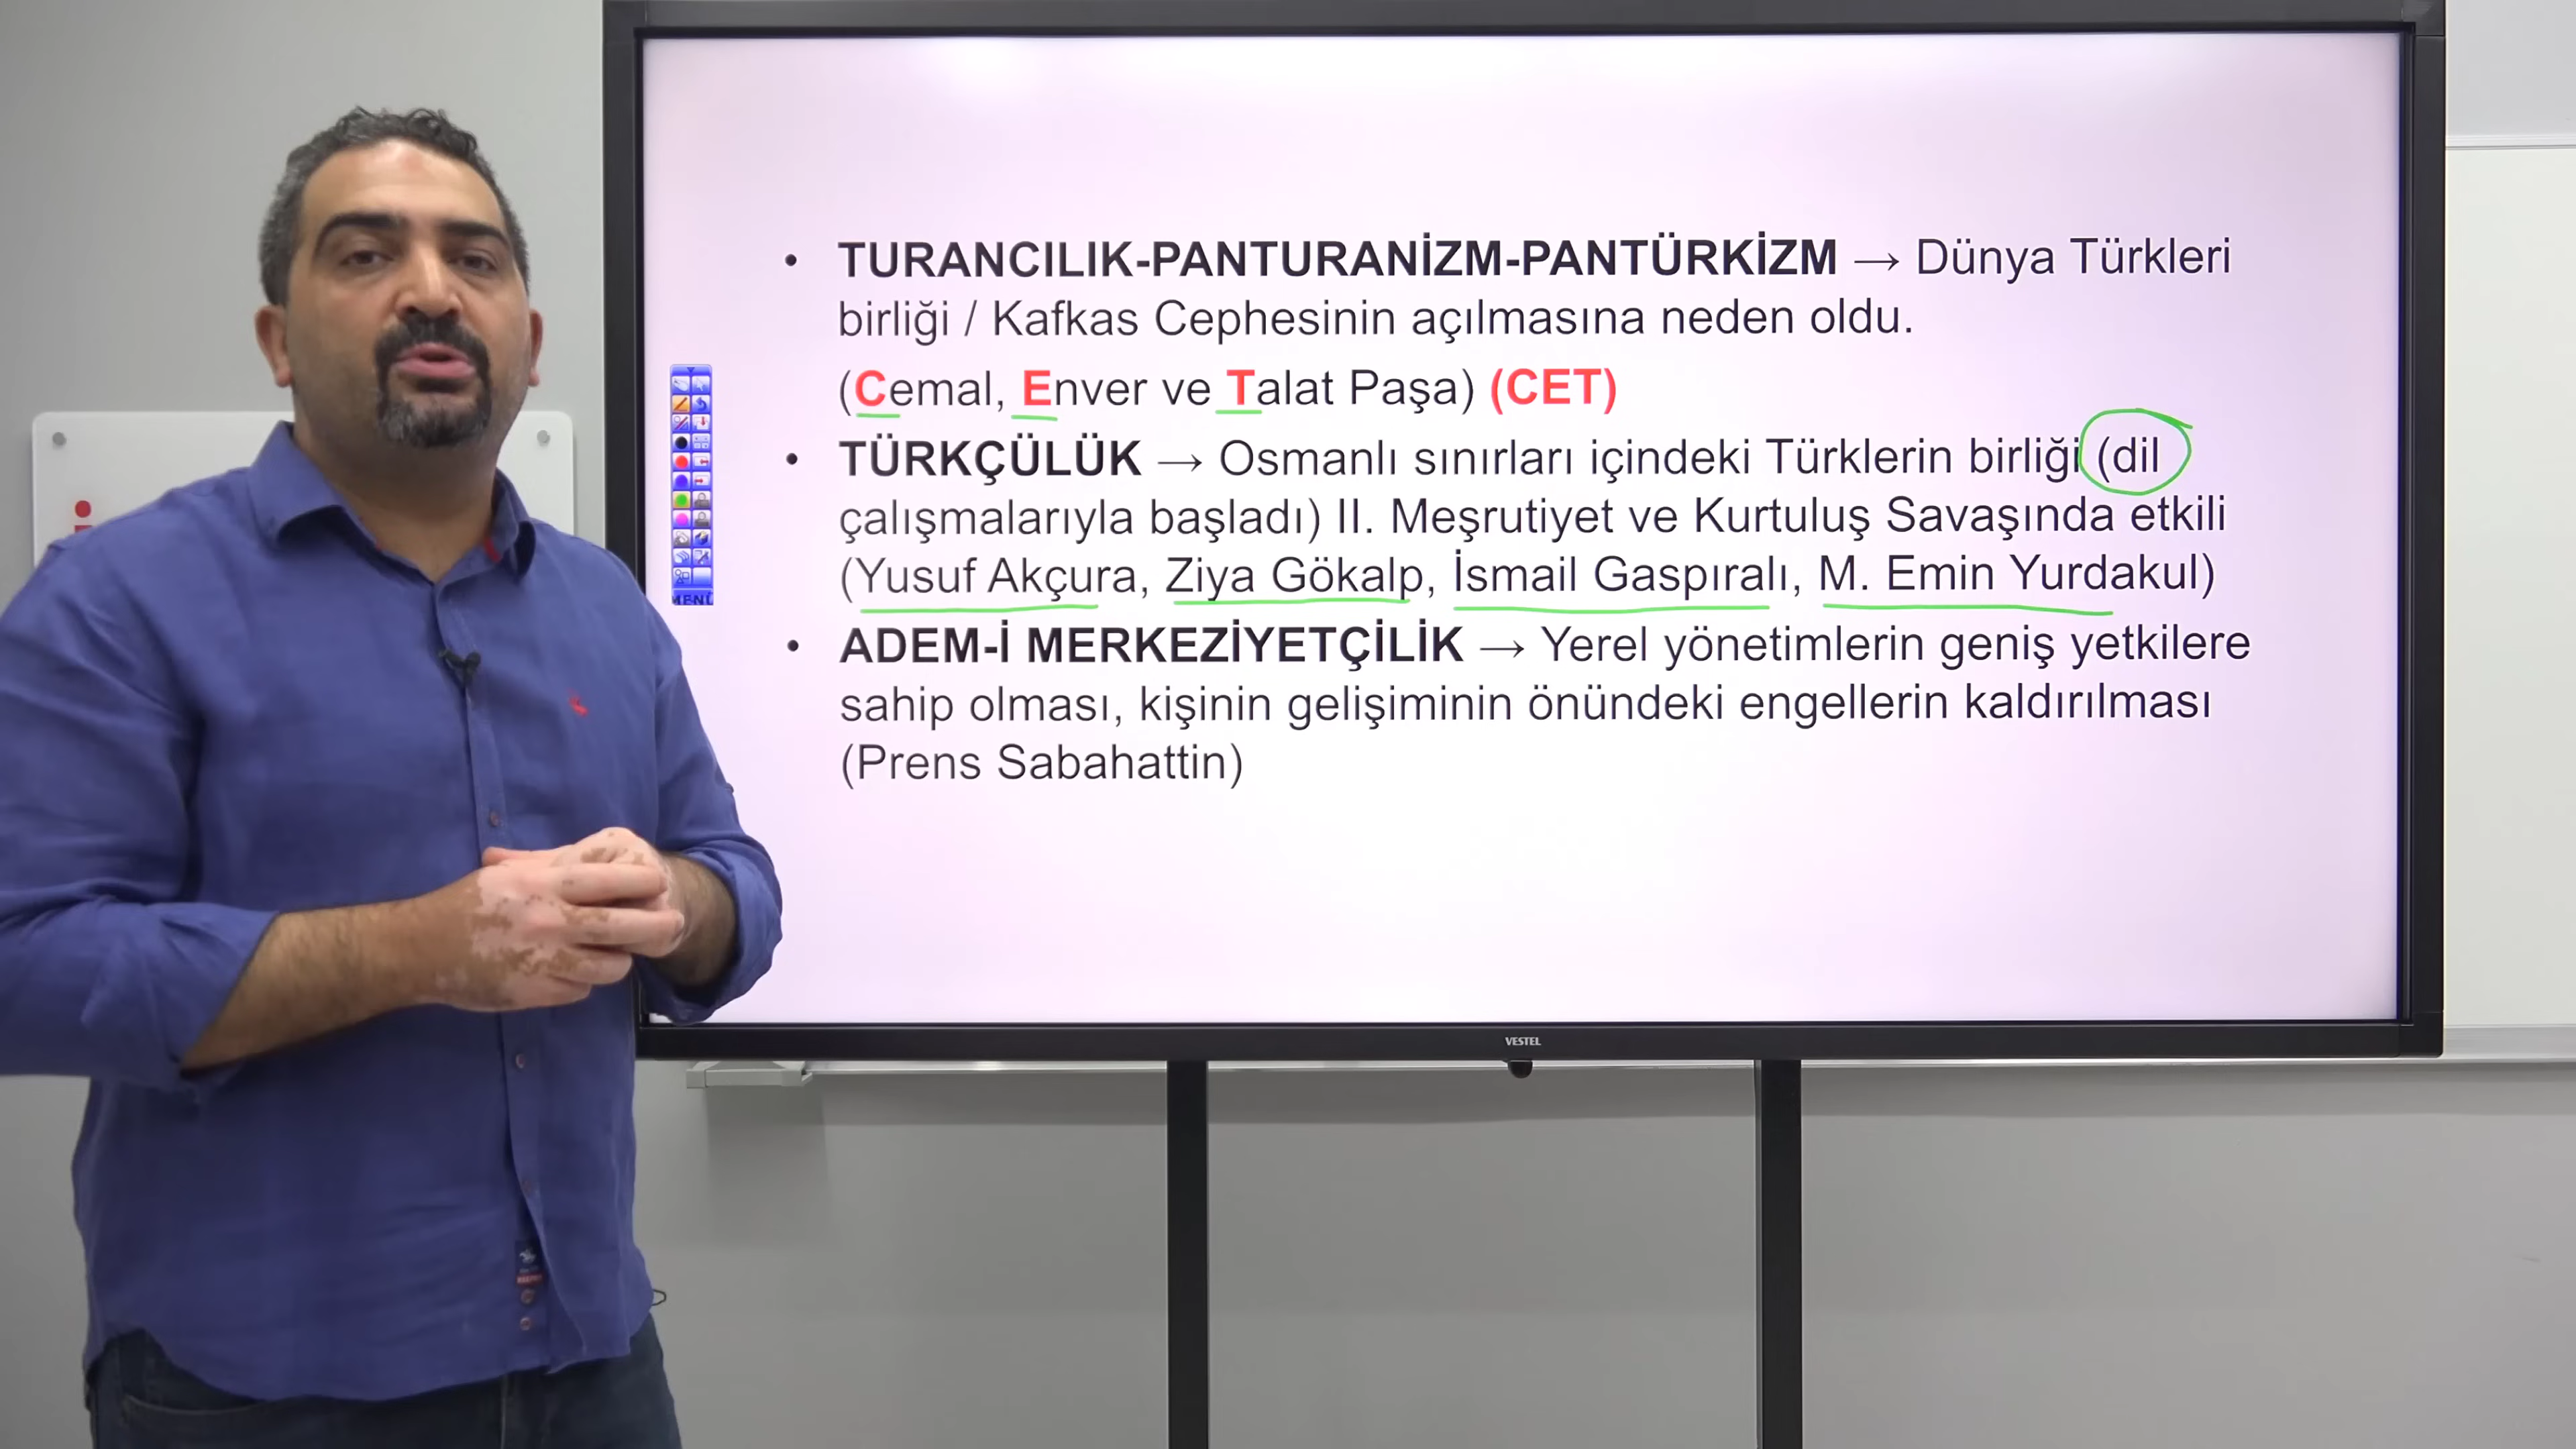 • TURANCILIK-PANTURANİZM-PANTÜRKİZM → Dünya Türkleri
birliği / Kafkas Cephesinin açılmasına neden oldu.
(Cemal, Enver ve Talat Paşa) (CET)
• TÜRKÇÜLÜK → Osmanlı sınırları içindeki Türklerin birliği (dil
çalışmalarıyla başladı) II. Meşrutiyet ve Kurtuluş Savaşında etkili
(Yusuf Akçura, Ziya Gökalp, İsmail Gaspıralı, M. Emin Yurdakul)
• ADEM-İ MERKEZİYETÇİLİK → Yerel yönetimlerin geniş yetkilere
sahip olması, kişinin gelişiminin önündeki engellerin kaldırılması
(Prens Sabahattin)
MENÜ
VESTEL